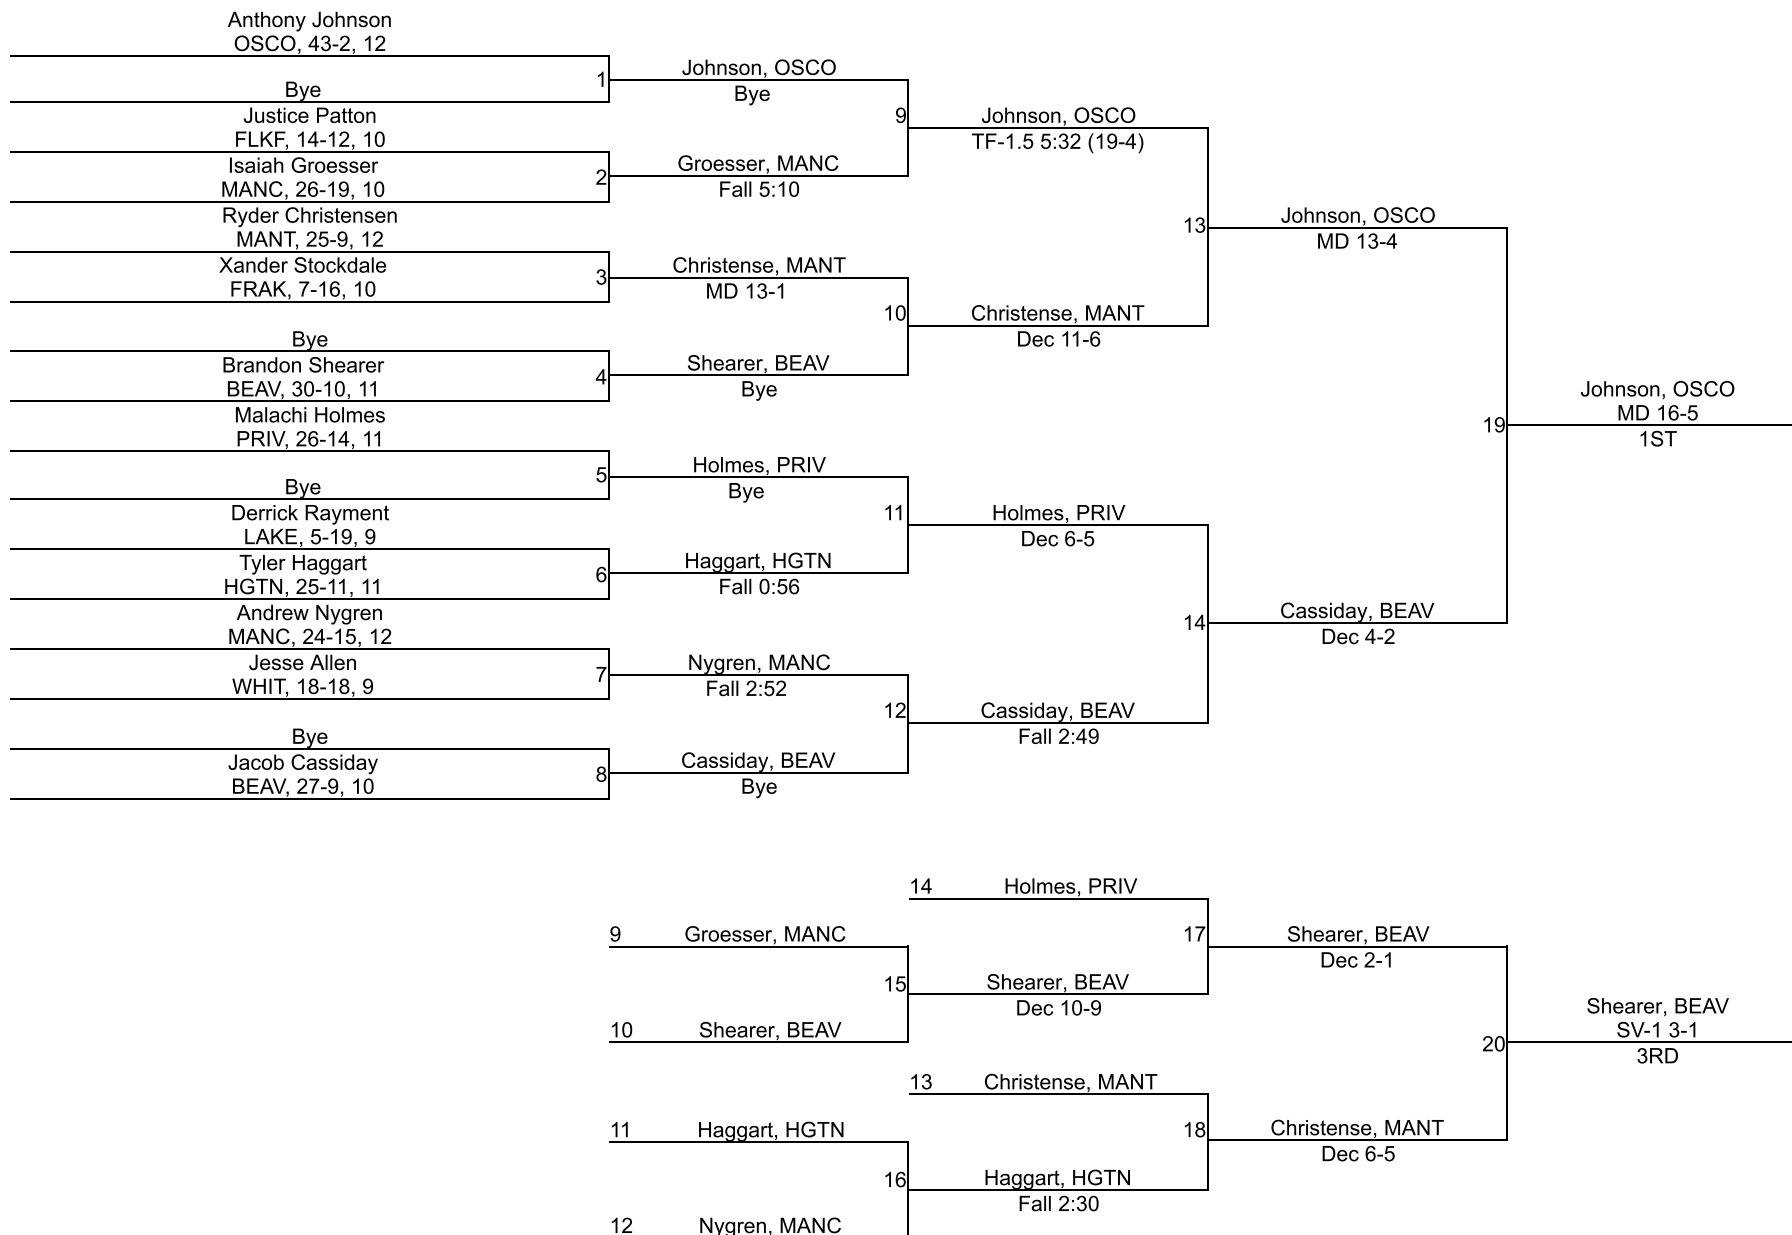 Anthony Johnson
OSCO, 43-2, 12
Bye
Justice Patton
FLKF, 14-12, 10
Isaiah Groesser
MANC, 26-19, 10
Ryder Christensen
MANT, 25-9, 12
Xander Stockdale
FRAK, 7-16, 10
Bye
Brandon Shearer
BEAV, 30-10, 11
Malachi Holmes
PRIV, 26-14, 11
Bye
Derrick Rayment
LAKE, 5-19, 9
Tyler Haggart
HGTN, 25-11, 11
Andrew Nygren
MANC, 24-15, 12
Jesse Allen
WHIT, 18-18, 9
Bye
Jacob Cassiday
BEAV, 27-9, 10
1
Johnson, OSCO
Bye
2
Groesser, MANC
Fall 5:10
3
Christense, MANT
MD 13-1
4
Shearer, BEAV
Bye
5
Holmes, PRIV
Bye
6
Haggart, HGTN
Fall 0:56
7
Nygren, MANC
Fall 2:52
8
Cassiday, BEAV
Bye
9
Johnson, OSCO
TF-1.5 5:32 (19-4)
10
Christense, MANT
Dec 11-6
11
Holmes, PRIV
Dec 6-5
12
Cassiday, BEAV
Fall 2:49
13
Johnson, OSCO
MD 13-4
14
Cassiday, BEAV
Dec 4-2
19
Johnson, OSCO
MD 16-5
1ST
14 Holmes, PRIV
9 Groesser, MANC
10 Shearer, BEAV
15
Shearer, BEAV
Dec 10-9
17
Shearer, BEAV
Dec 2-1
13 Christense, MANT
11 Haggart, HGTN
12 Nygren, MANC
16
Haggart, HGTN
Fall 2:30
18
Christense, MANT
Dec 6-5
20
Shearer, BEAV
SV-1 3-1
3RD